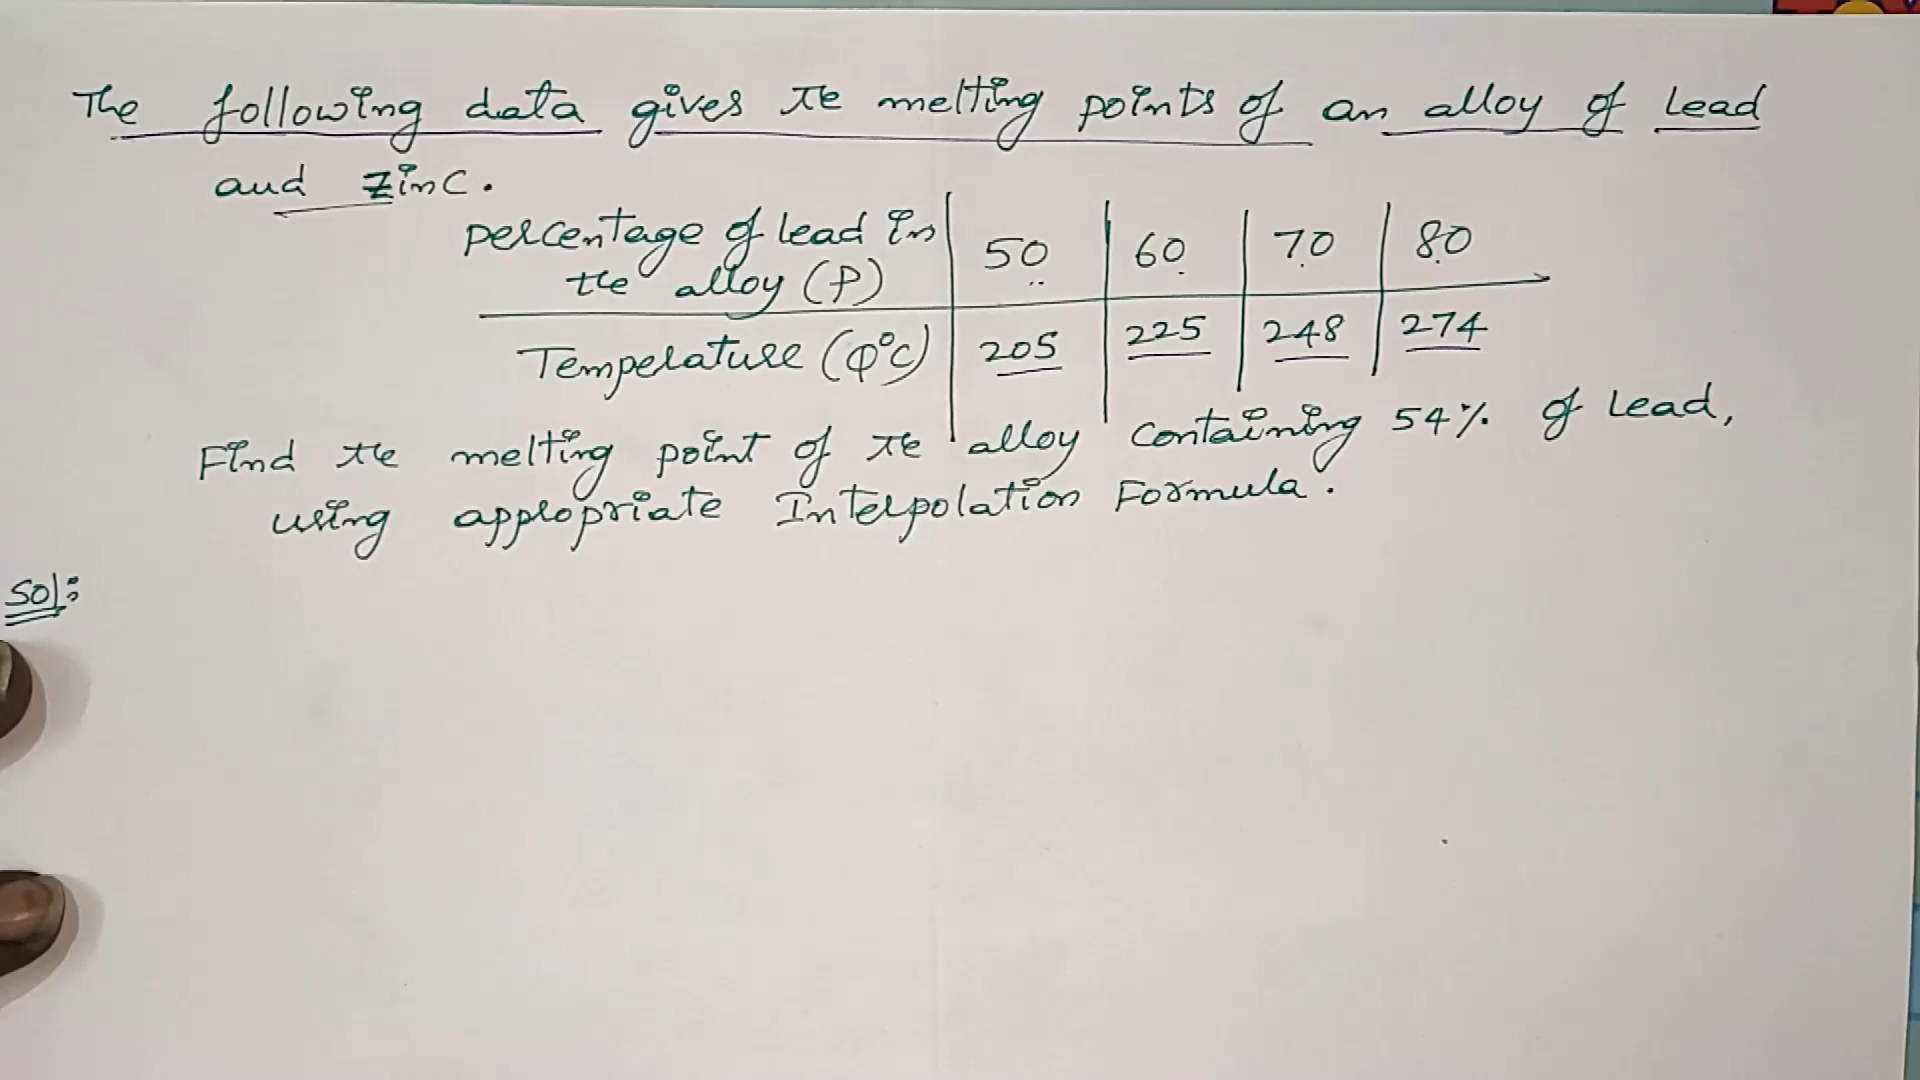 The following data gives the melting points of an alloy of Lead
and Zinc.
percentage of lead in 50 60 70 80
the alloy (P)
Temperature (Φ°C) 205 225 248 274
Find the melting point of the alloy containing 54% of Lead,
using appropriate Interpolation Formula.
Sol: